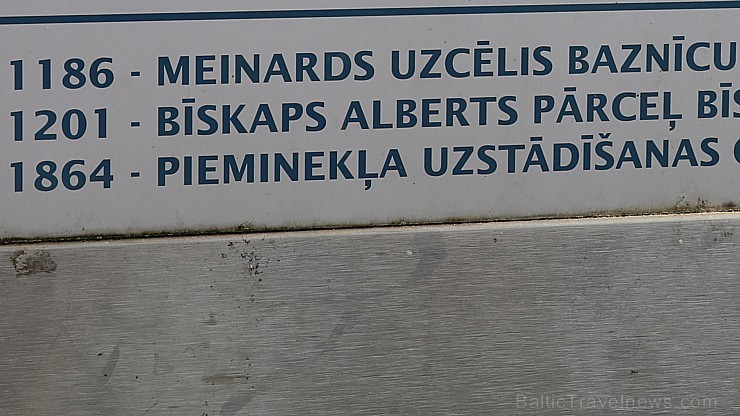 1186 - MEINARDS UZCĒLIS BAZNĪCU
1201 - BĪSKAPS ALBERTS PĀRCEĻ
1864 - PIEMINEKĻA UZSTĀDĪŠANAS
BalticTravelnews.com